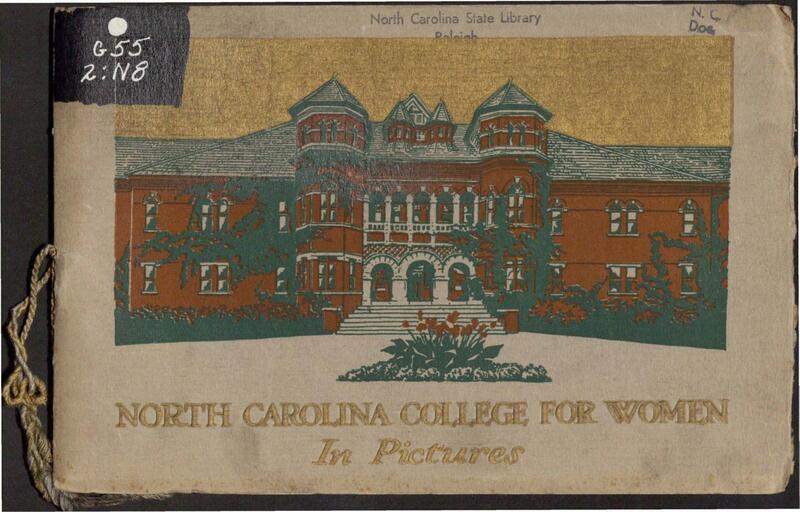 G55
2:N8
North Carolina State Library
Raleigh
N. C.
Doc
NORTH CAROLINA COLLEGE FOR WOMEN
In Pictures